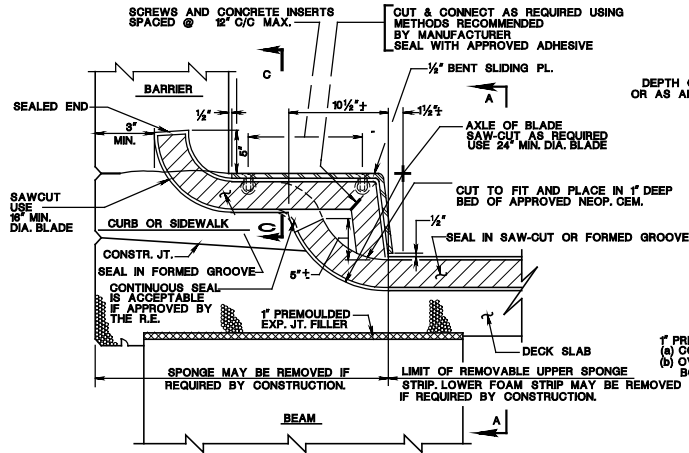 SCREWS AND CONCRETE INSERTS
SPACED @ 12" C/C MAX.
CUT & CONNECT AS REQUIRED USING
METHODS RECOMMENDED
BY MANUFACTURER
SEAL WITH APPROVED ADHESIVE
C
½" BENT SLIDING PL.
BARRIER
½"
10½"±
1½"±
A
DEPTH
OR AS
SEALED END
3"
MIN.
5"
AXLE OF BLADE
SAW-CUT AS REQUIRED
USE 24" MIN. DIA. BLADE
SAWCUT
USE
16" MIN.
DIA. BLADE
CUT TO FIT AND PLACE IN 1" DEEP
BED OF APPROVED NEOP. CEM.
CURB OR SIDEWALK
C
½"
SEAL IN SAW-CUT OR FORMED GROOVE
CONSTR. JT.
SEAL IN FORMED GROOVE
5"±
CONTINUOUS SEAL
IS ACCEPTABLE
IF APPROVED BY
THE R.E.
1" PREMOULDED
EXP. JT. FILLER
DECK SLAB
1"
(a)
(b)
SPONGE MAY BE REMOVED IF
REQUIRED BY CONSTRUCTION.
LIMIT OF REMOVABLE UPPER SPONGE
STRIP. LOWER FOAM STRIP MAY BE REMOVED
IF REQUIRED BY CONSTRUCTION.
BEAM
A